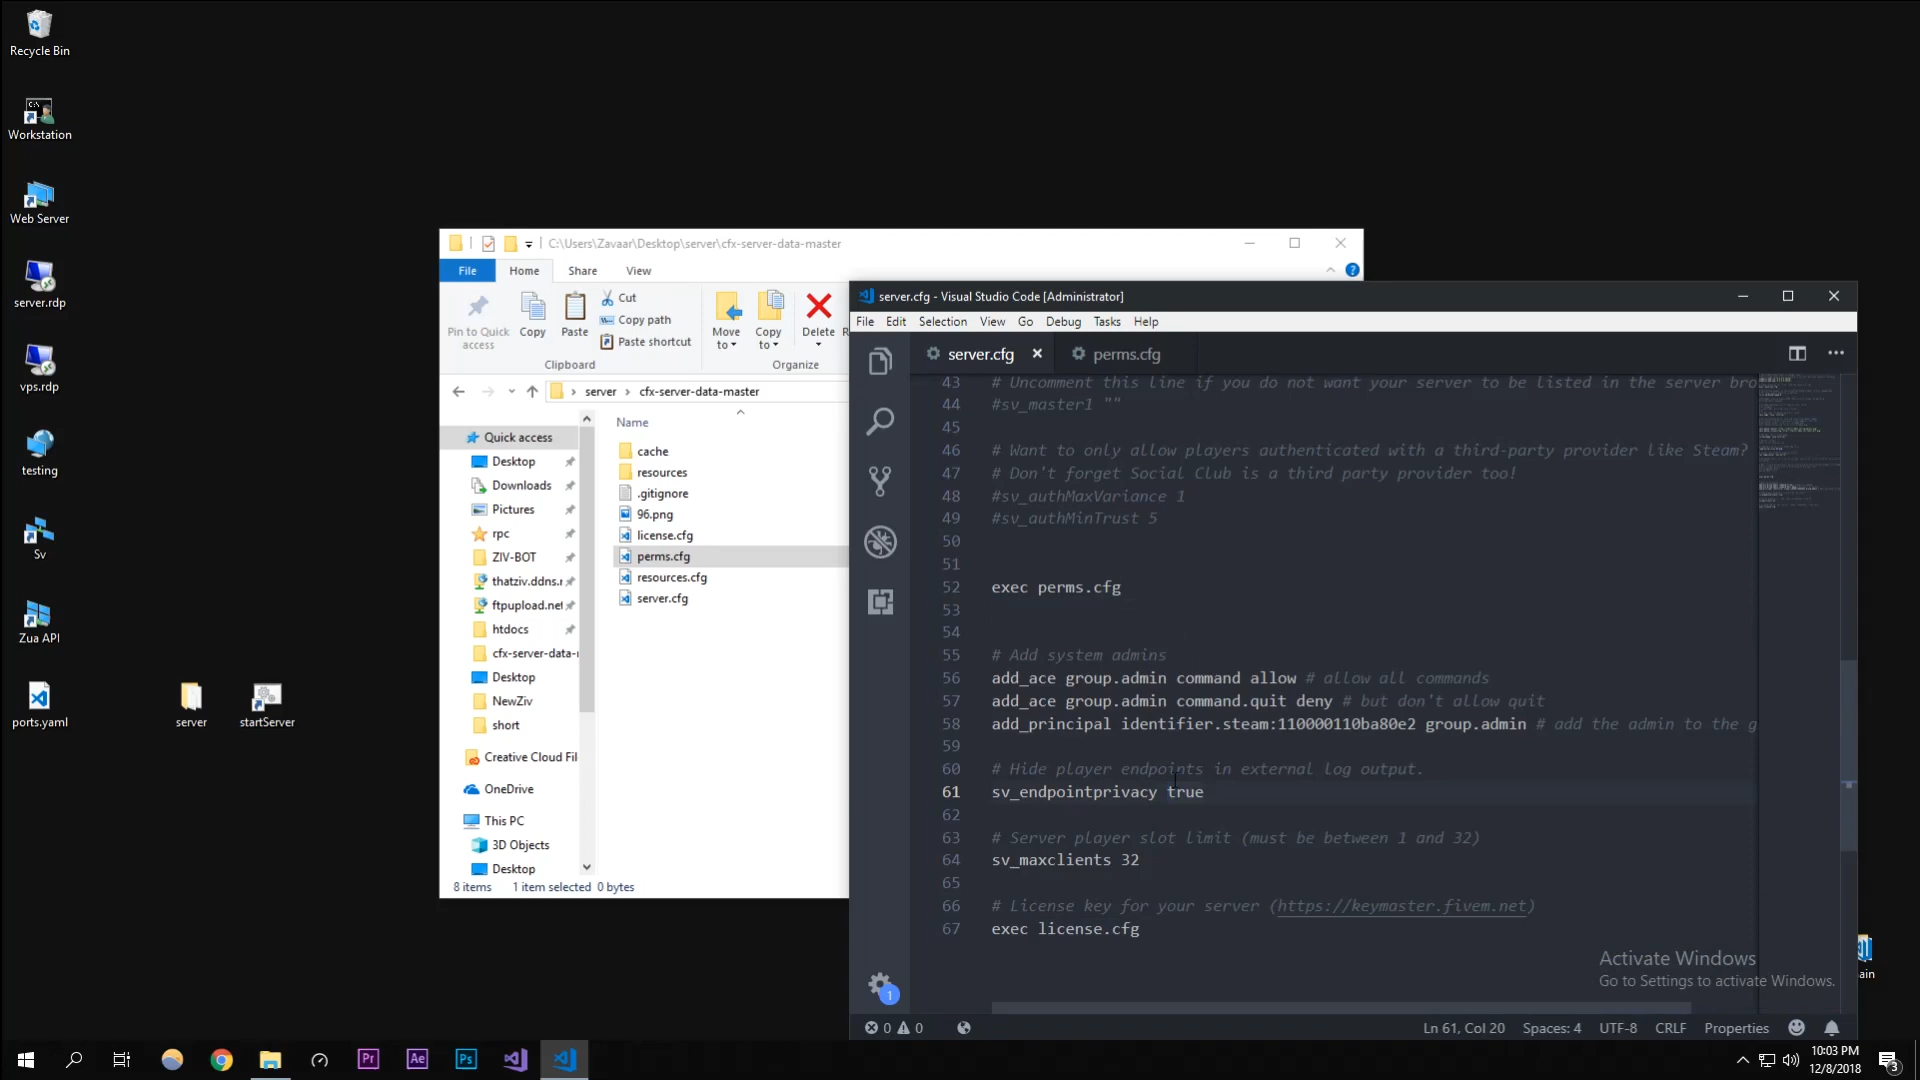 Recycle Bin
Workstation
Web Server
server.rdp
vps.rdp
testing
Sv
Zua API
ports.yaml
server
startServer
C:\Users\Zavaar\Desktop\server\cfx-server-data-master
File
Home
Share
View
Pin to Quick
access
Copy
Paste
Cut
Copy path
Paste shortcut
Clipboard
Move
to
Copy
to
Delete
R
Organize
server
cfx-server-data-master
Name
Quick access
Desktop
Downloads
Pictures
rpc
ZIV-BOT
thatziv.ddns.r
ftpupload.net
htdocs
cfx-server-data-
Desktop
NewZiv
short
Creative Cloud Fil
OneDrive
This PC
3D Objects
Desktop
cache
resources
.gitignore
96.png
license.cfg
perms.cfg
resources.cfg
server.cfg
8 items 1 item selected 0 bytes
server.cfg - Visual Studio Code [Administrator]
File Edit Selection View Go Debug Tasks Help
server.cfg
perms.cfg
43 # Uncomment this line if you do not want your server to be listed in the server bro
44 #sv_master1 ""
45
46 # Want to only allow players authenticated with a third-party provider like Steam?
47 # Don't forget Social Club is a third party provider too!
48 #sv_authMaxVariance 1
49 #sv_authMinTrust 5
50
51
52 exec perms.cfg
53
54
55 # Add system admins
56 add_ace group.admin command allow # allow all commands
57 add_ace group.admin command.quit deny # but don't allow quit
58 add_principal identifier.steam:110000110ba80e2 group.admin # add the admin to the g
59
60 # Hide player endpoints in external log output.
61 sv_endpointprivacy true
62
63 # Server player slot limit (must be between 1 and 32)
64 sv_maxclients 32
65
66 # License key for your server (https://keymaster.fivem.net)
67 exec license.cfg
Activate Windows
Go to Settings to activate Windows.
ain
1
0 0
Ln 61, Col 20 Spaces: 4 UTF-8 CRLF Properties
Pr
Ae
Ps
10:03 PM
12/8/2018
3